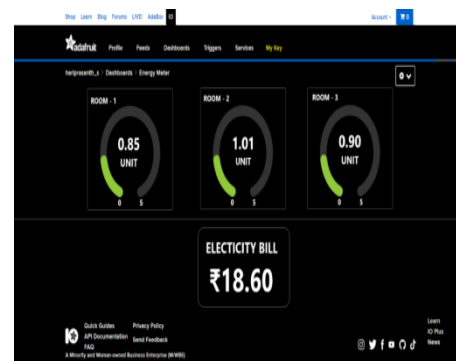 Shop Learn Blog Forums LIVE! AdaBox IO
Account
0
adafruit Profile Feeds Dashboards Triggers Services My Key
haripresenth_s / Dashboards / Energy Meter
ROOM - 1
0.85
UNIT
0 5
ROOM - 2
1.01
UNIT
0 5
ROOM - 3
0.90
UNIT
0 5
ELECTICITY BILL
₹18.60
IO
Quick Guides
API Documentation
FAQ
Privacy Policy
Send Feedback
A Minority and Woman-owned Business Enterprise (M/WBE)
Learn
IO Plus
News